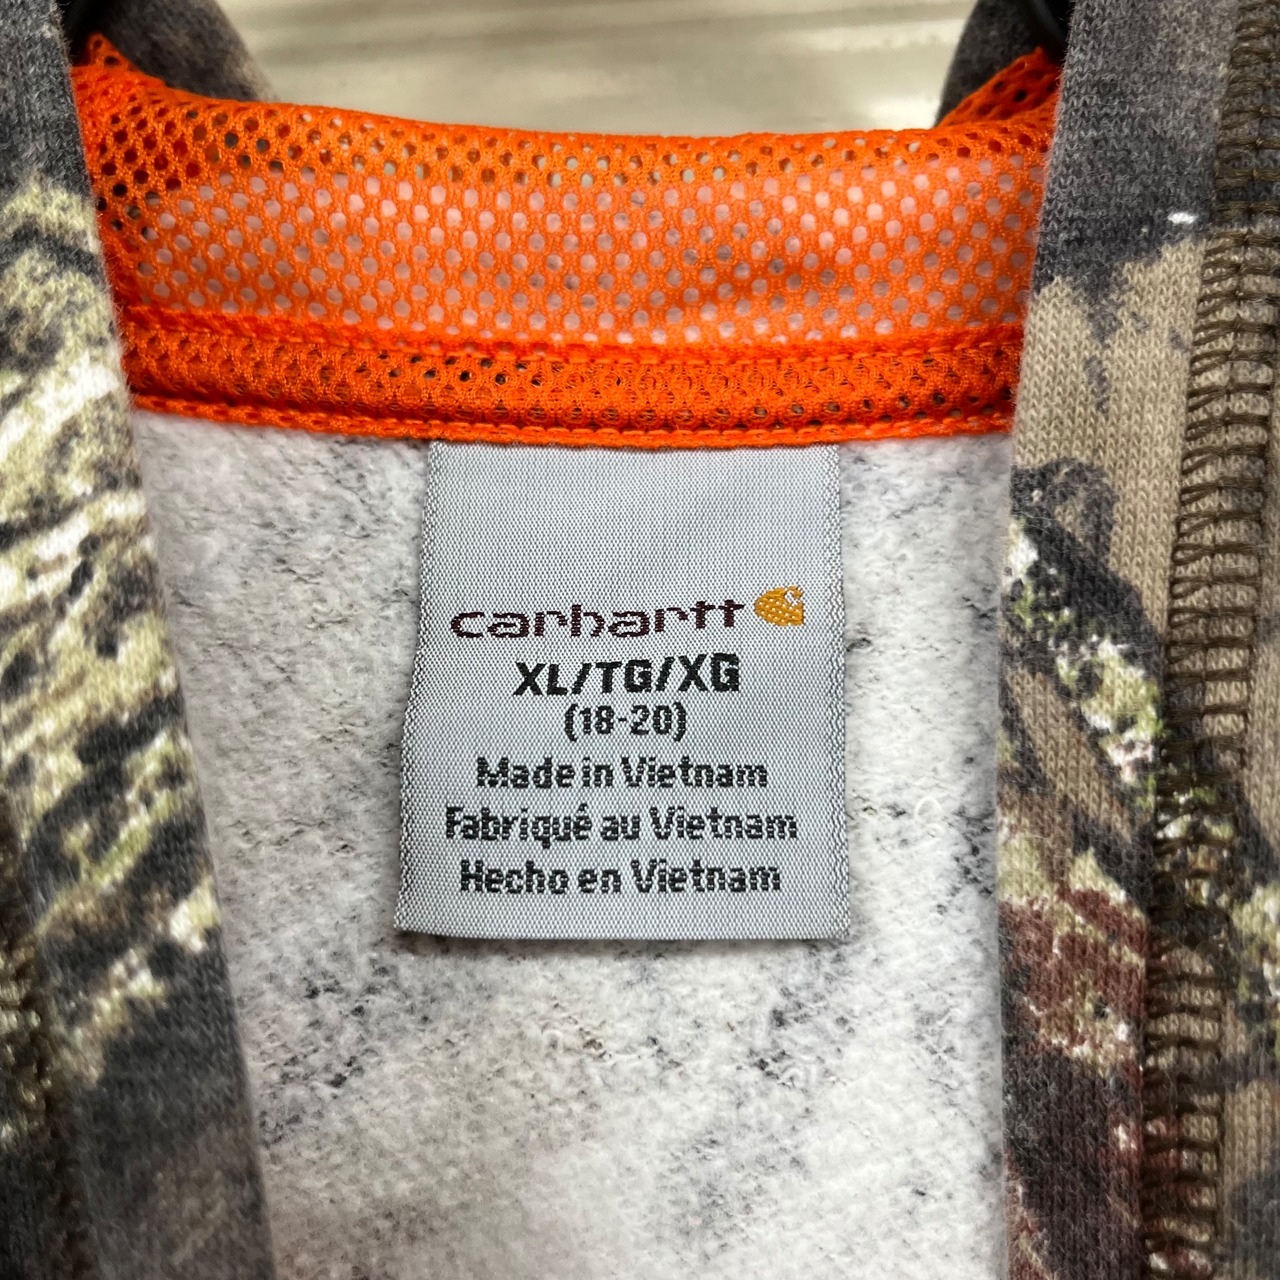 carhartt
XL/TG/XG
(18-20)
Made in Vietnam
Fabriqué au Vietnam
Hecho en Vietnam